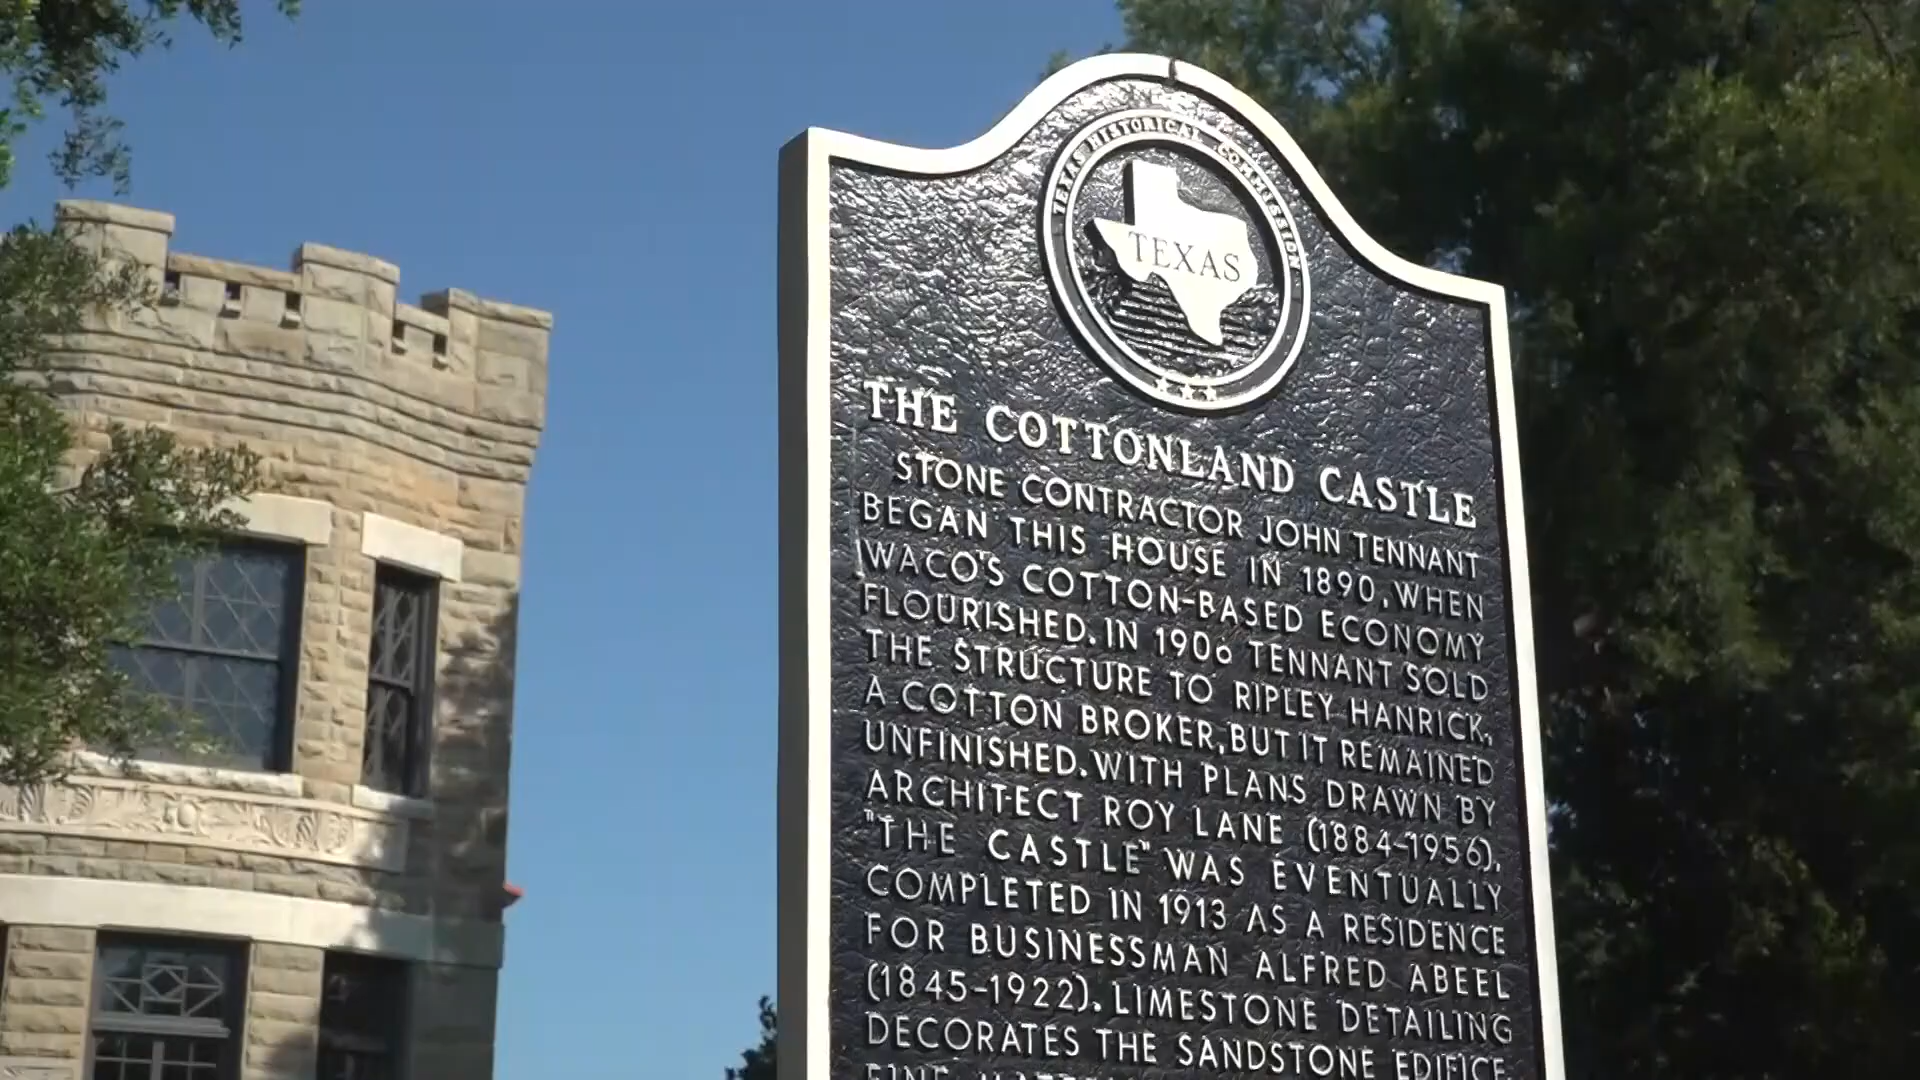 TEXAS HISTORICAL COMMISSION
TEXAS
THE COTTONLAND CASTLE
STONE CONTRACTOR JOHN TENNANT
BEGAN THIS HOUSE IN 1890, WHEN
WACO'S COTTON-BASED ECONOMY
FLOURISHED. IN 1906 TENNANT SOLD
THE STRUCTURE TO RIPLEY HANRICK,
A COTTON BROKER, BUT IT REMAINED
UNFINISHED. WITH PLANS DRAWN BY
ARCHITECT ROY LANE (1884-1956),
"THE CASTLE" WAS EVENTUALLY
COMPLETED IN 1913 AS A RESIDENCE
FOR BUSINESSMAN ALFRED ABEEL
(1845-1922). LIMESTONE DETAILING
DECORATES THE SANDSTONE EDIFICE.
FINE